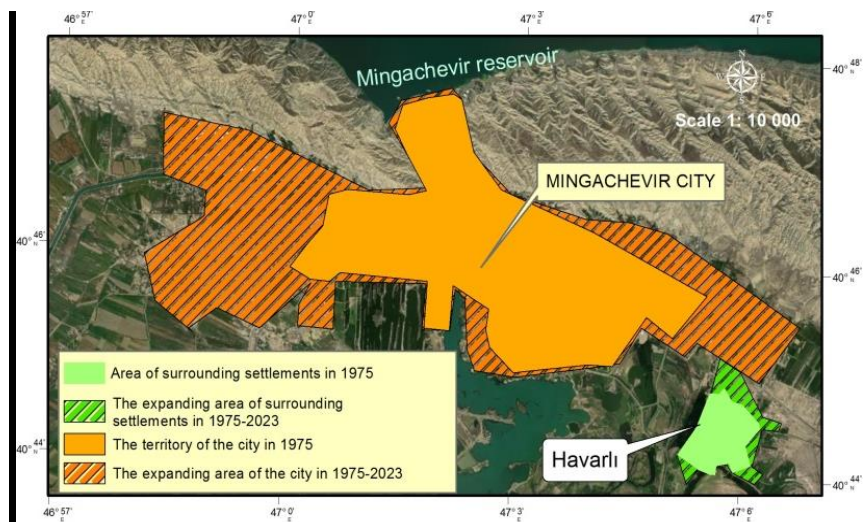 46° 57' E
47° 0' E
47° 3' E
47° 6' E
Mingachevir reservoir
N
W E
S
40° 48' N
Scale 1: 10 000
MINGACHEVIR CITY
40° 46' N
40° 46' N
Area of surrounding settlements in 1975
The expanding area of surrounding
settlements in 1975-2023
The territory of the city in 1975
The expanding area of the city in 1975-2023
Havarlı
40° 44' N
40° 44' N
46° 57' E
47° 0' E
47° 3' E
47° 6' E